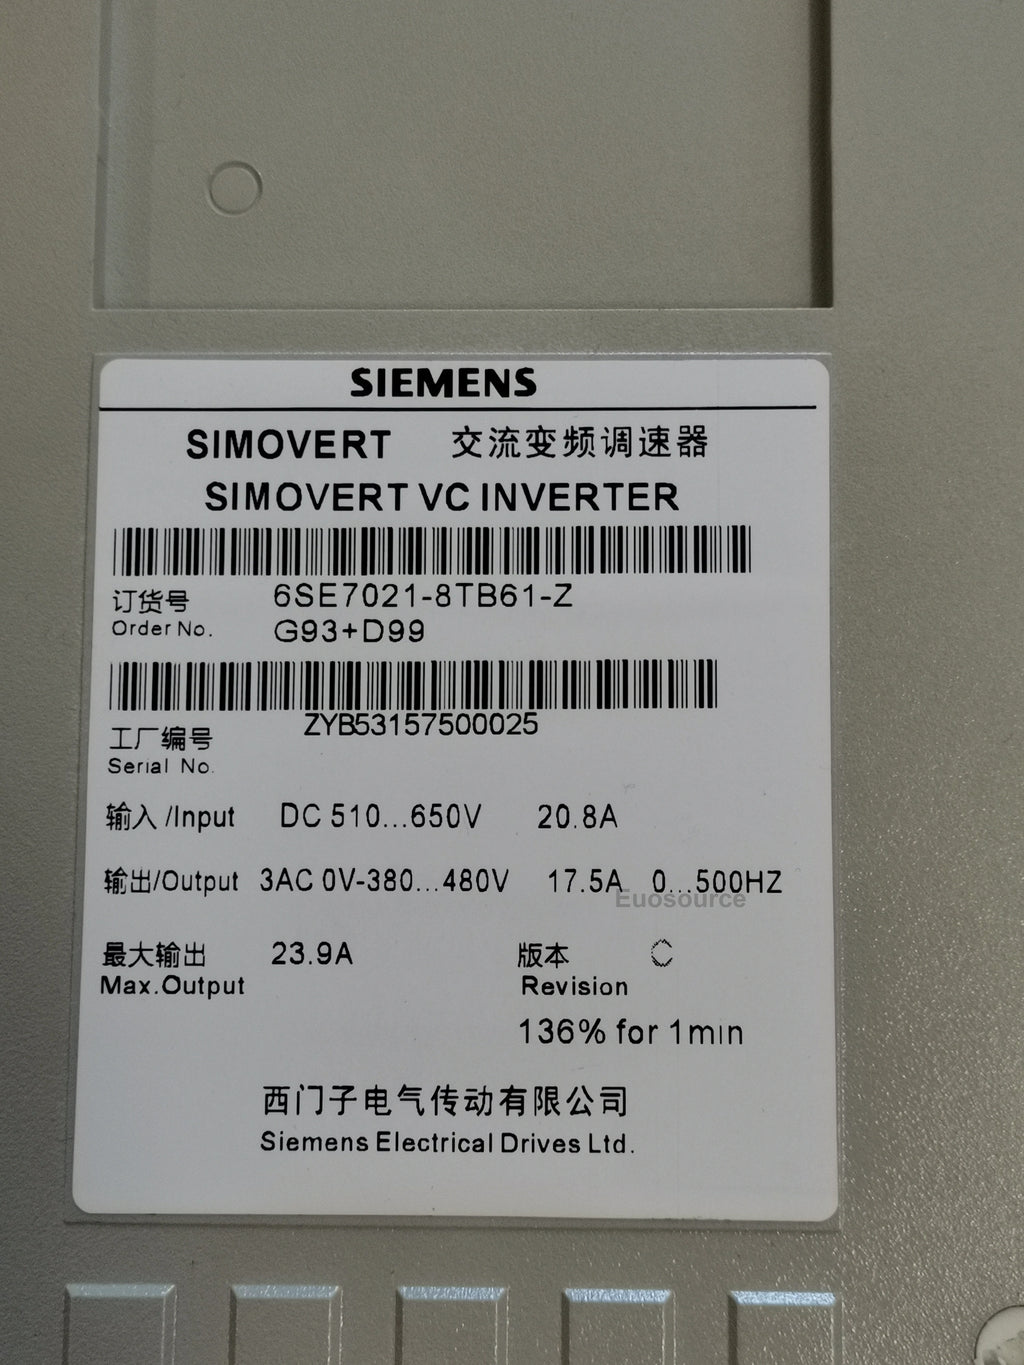 SIEMENS
SIMOVERT 交流变频调速器
SIMOVERT VC INVERTER
订货号 6SE7021-8TB61-Z
Order No. G93+D99
ZYB53157500025
工厂编号
Serial No.
输入/Input DC 510...650V 20.8A
输出/Output 3AC 0V-380...480V 17.5A 0...500HZ
Euosource
最大输出 23.9A 版本 C
Max.Output Revision
136% for 1min
西门子电气传动有限公司
Siemens Electrical Drives Ltd.